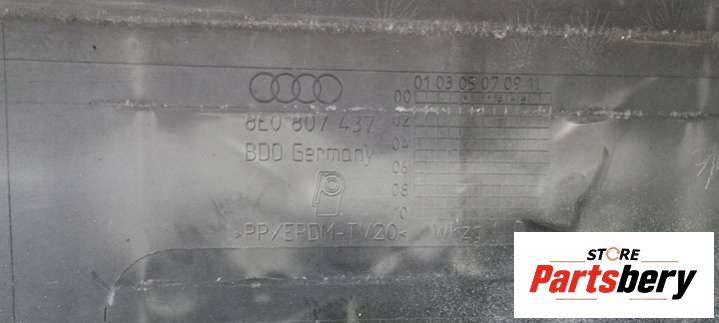 01 03 05 07 09 11
00
8E0 807 437
02
BDD Germany
04
06
08
10
>PP/EPDM-TV20<
STORE
Partsbery